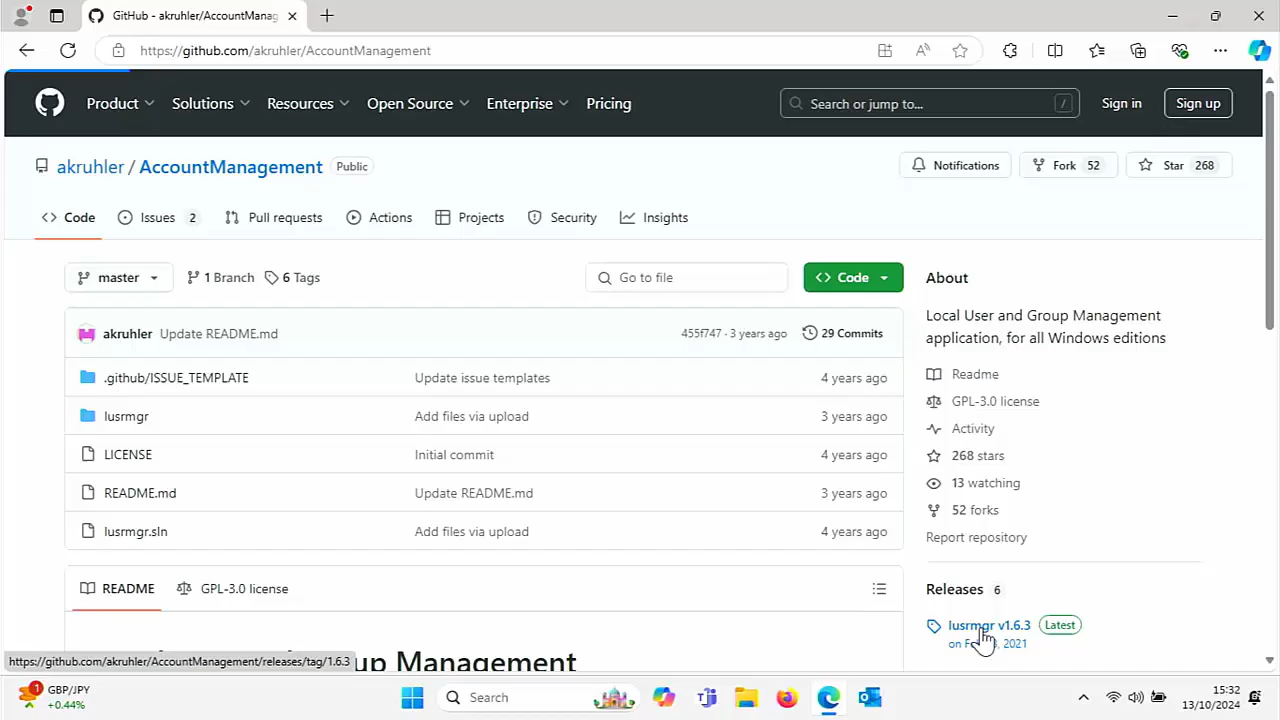 GitHub - akruhler/AccountManag
https://github.com/akruhler/AccountManagement
Product
Solutions
Resources
Open Source
Enterprise
Pricing
Search or jump to...
/
Sign in
Sign up
akruhler / AccountManagement
Public
Notifications
Fork 52
Star 268
Code
Issues 2
Pull requests
Actions
Projects
Security
Insights
master
1 Branch
6 Tags
Go to file
Code
About
Local User and Group Management
application, for all Windows editions
akruhler Update README.md
455f747 · 3 years ago
29 Commits
.github/ISSUE_TEMPLATE Update issue templates 4 years ago
lusrmgr Add files via upload 3 years ago
LICENSE Initial commit 4 years ago
README.md Update README.md 3 years ago
lusrmgr.sln Add files via upload 4 years ago
Readme
GPL-3.0 license
Activity
268 stars
13 watching
52 forks
Report repository
README
GPL-3.0 license
Releases 6
lusrmgr v1.6.3 Latest
2021
up Management
https://github.com/akruhler/AccountManagement/releases/tag/1.6.3
1
GBP/JPY
+0.44%
Search
15:32
13/10/2024